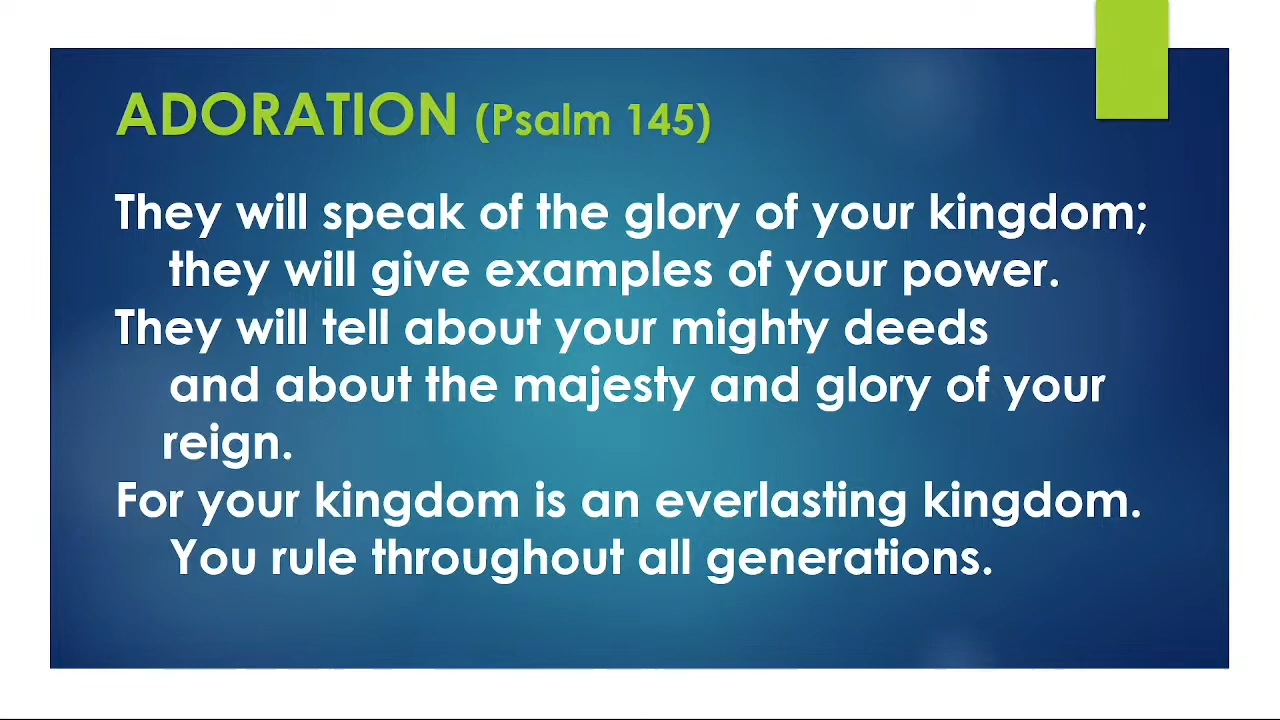 ADORATION (Psalm 145)
They will speak of the glory of your kingdom;
they will give examples of your power.
They will tell about your mighty deeds
and about the majesty and glory of your
reign.
For your kingdom is an everlasting kingdom.
You rule throughout all generations.